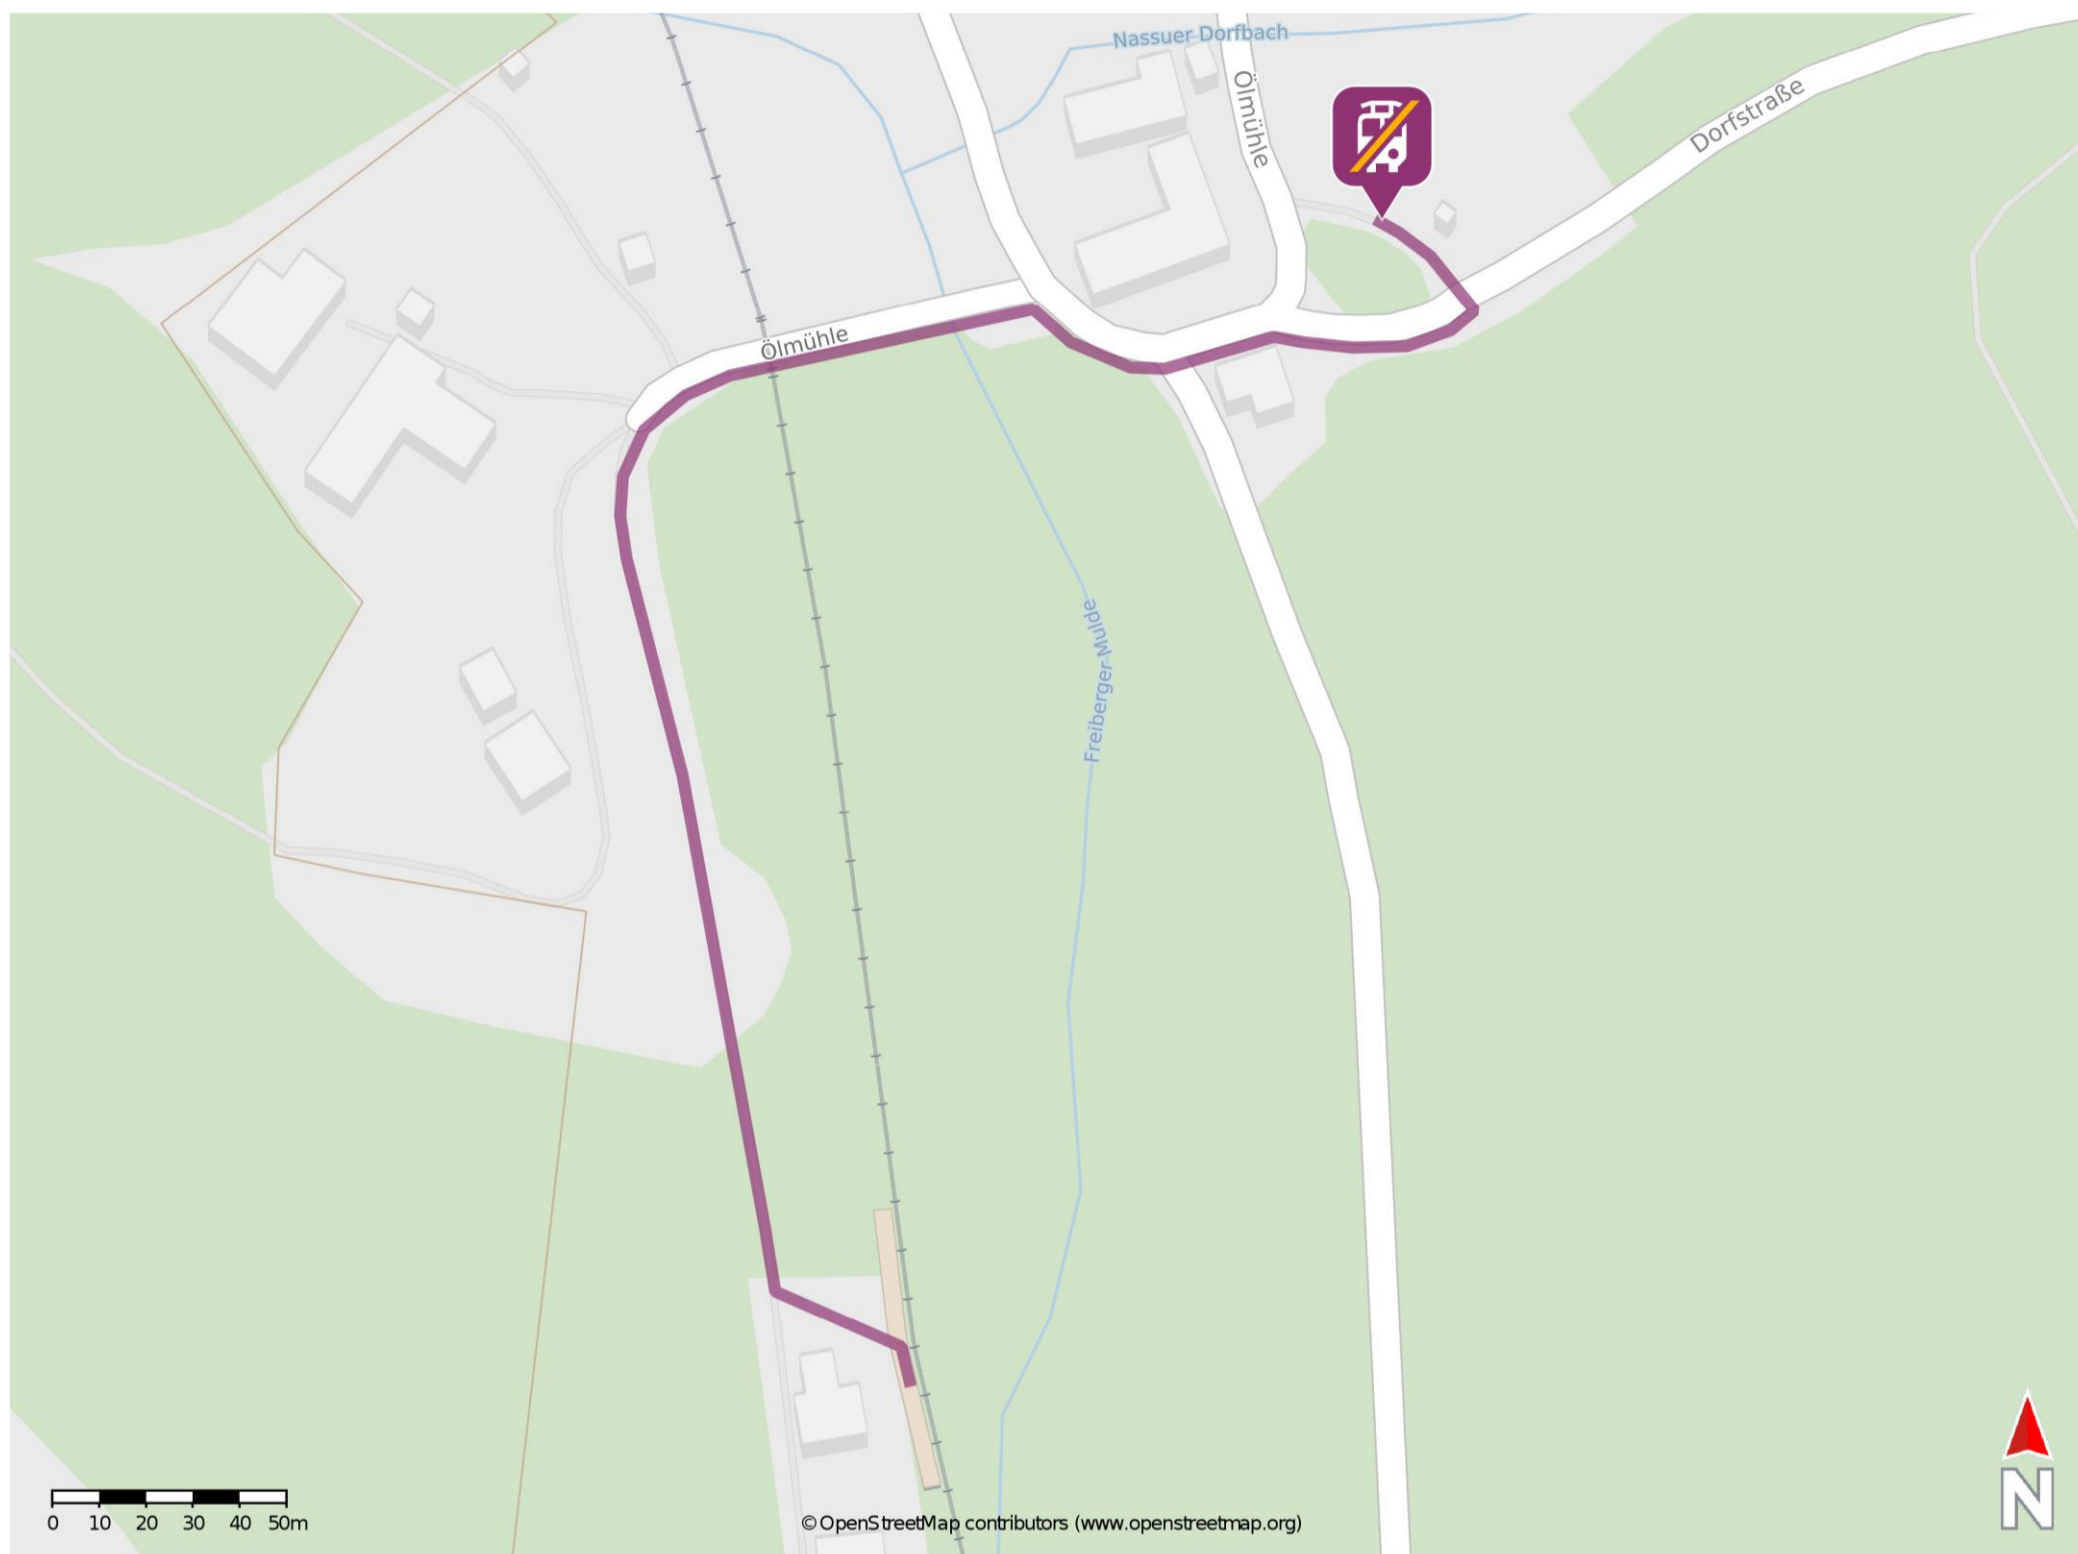 Nassuer Dorfbach
Ölmühle
Dorfstraße
Ölmühle
Freiberger Mulde
N
0 10 20 30 40 50m
©OpenStreetMap contributors (www.openstreetmap.org)